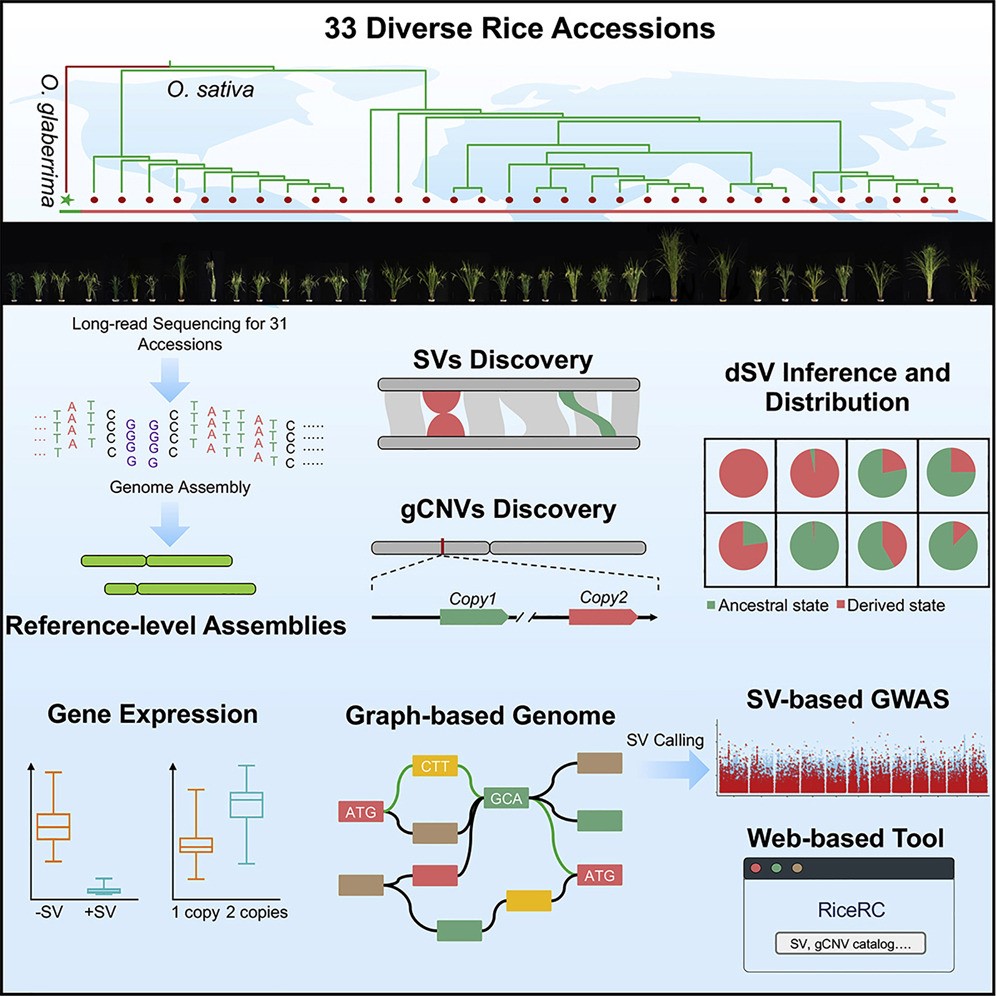 33 Diverse Rice Accessions
O. glaberrima
O. sativa
Long-read Sequencing for 31
Accessions
... T A T C G G C T A T T A T C .....
... T A T C G G C A T T A T C
... A A T C G G C T A T T A T C
... A A T C G G C T A T T A T C .....
... T C G G C A T T A T C .....
Genome Assembly
Reference-level Assemblies
SVs Discovery
gCNVs Discovery
Copy1
Copy2
dSV Inference and
Distribution
Ancestral state
Derived state
Gene Expression
-SV
+SV
1 copy
2 copies
Graph-based Genome
CTT
ATG
GCA
ATG
SV Calling
SV-based GWAS
Web-based Tool
RiceRC
SV, gCNV catalog....